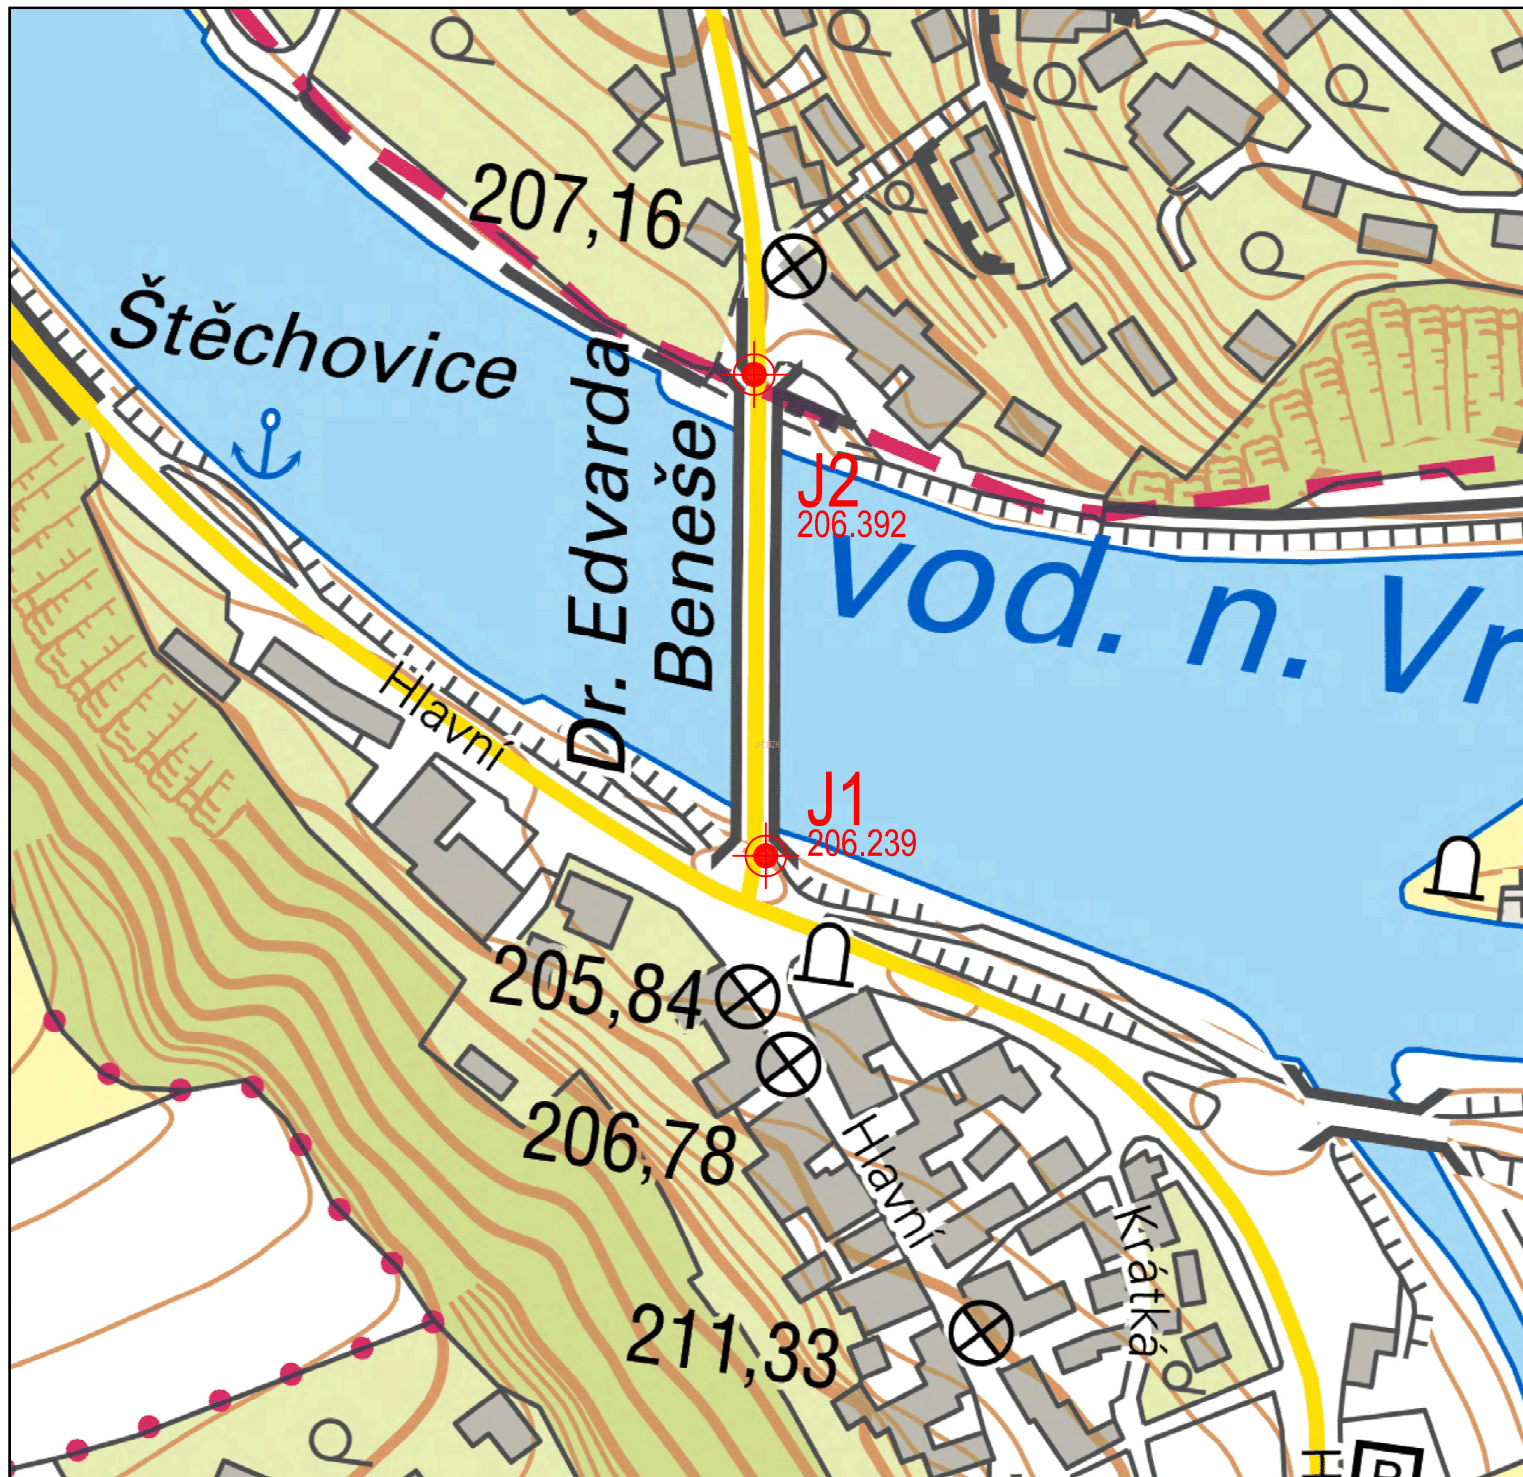 207,16
Štěchovice
Dr. Edvarda
Beneše
J2
206.392
vod. n. Vr
Hlavní
J1
206.239
205,84
206,78
Hlavní
Krátká
211,33
H
P